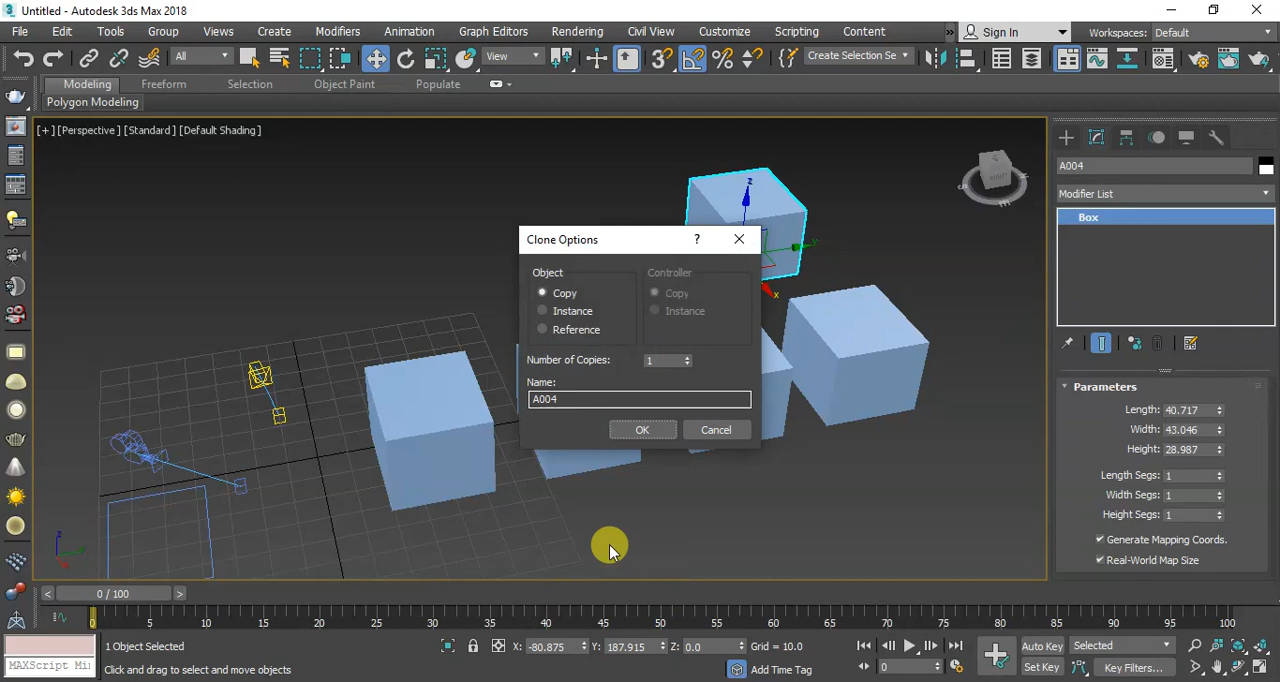 Untitled - Autodesk 3ds Max 2018
File Edit Tools Group Views Create Modifiers Animation Graph Editors Rendering Civil View Customize Scripting Content » Sign In Workspaces: Default
All View Create Selection Se
Modeling Freeform Selection Object Paint Populate
Polygon Modeling
[+] [Perspective] [Standard] [Default Shading]
A004
Modifier List
Box
Clone Options ?
Object Controller
Copy Copy
Instance Instance
Reference
Number of Copies: 1
Name:
A004
OK Cancel
z
y
x
Parameters
Length: 40.717
Width: 43.046
Height: 28.987
Length Segs: 1
Width Segs: 1
Height Segs: 1
Generate Mapping Coords.
Real-World Map Size
< 0 / 100 >
0 5 10 15 20 25 30 35 40 45 50 55 60 65 70 75 80 85 90 95 100
1 Object Selected X: -80.875 Y: 187.915 Z: 0.0 Grid = 10.0 Auto Key Selected
MAXScript Mi: Click and drag to select and move objects Add Time Tag 0 Set Key Key Filters...